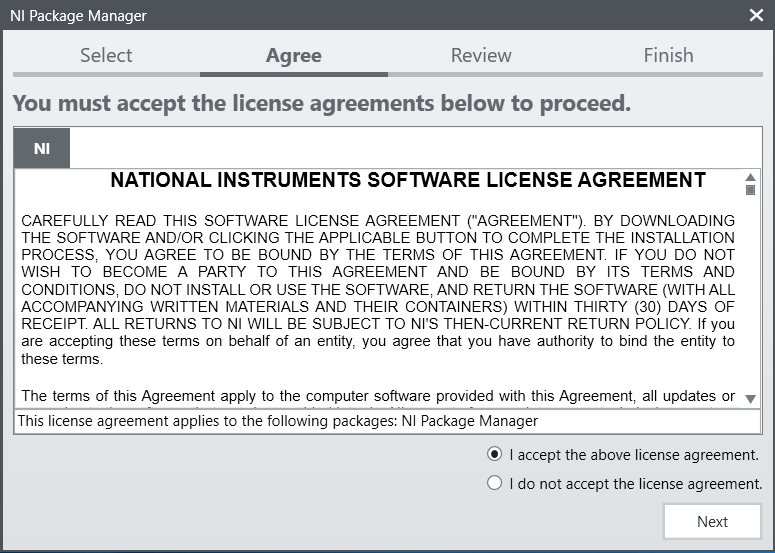 NI Package Manager
Select
Agree
Review
Finish
You must accept the license agreements below to proceed.
NI
NATIONAL INSTRUMENTS SOFTWARE LICENSE AGREEMENT
CAREFULLY READ THIS SOFTWARE LICENSE AGREEMENT ("AGREEMENT"). BY DOWNLOADING
THE SOFTWARE AND/OR CLICKING THE APPLICABLE BUTTON TO COMPLETE THE INSTALLATION
PROCESS, YOU AGREE TO BE BOUND BY THE TERMS OF THIS AGREEMENT. IF YOU DO NOT
WISH TO BECOME A PARTY TO THIS AGREEMENT AND BE BOUND BY ITS TERMS AND
CONDITIONS, DO NOT INSTALL OR USE THE SOFTWARE, AND RETURN THE SOFTWARE (WITH ALL
ACCOMPANYING WRITTEN MATERIALS AND THEIR CONTAINERS) WITHIN THIRTY (30) DAYS OF
RECEIPT. ALL RETURNS TO NI WILL BE SUBJECT TO NI'S THEN-CURRENT RETURN POLICY. If you
are accepting these terms on behalf of an entity, you agree that you have authority to bind the entity to
these terms.
The terms of this Agreement apply to the computer software provided with this Agreement, all updates or
This license agreement applies to the following packages: NI Package Manager
I accept the above license agreement.
I do not accept the license agreement.
Next